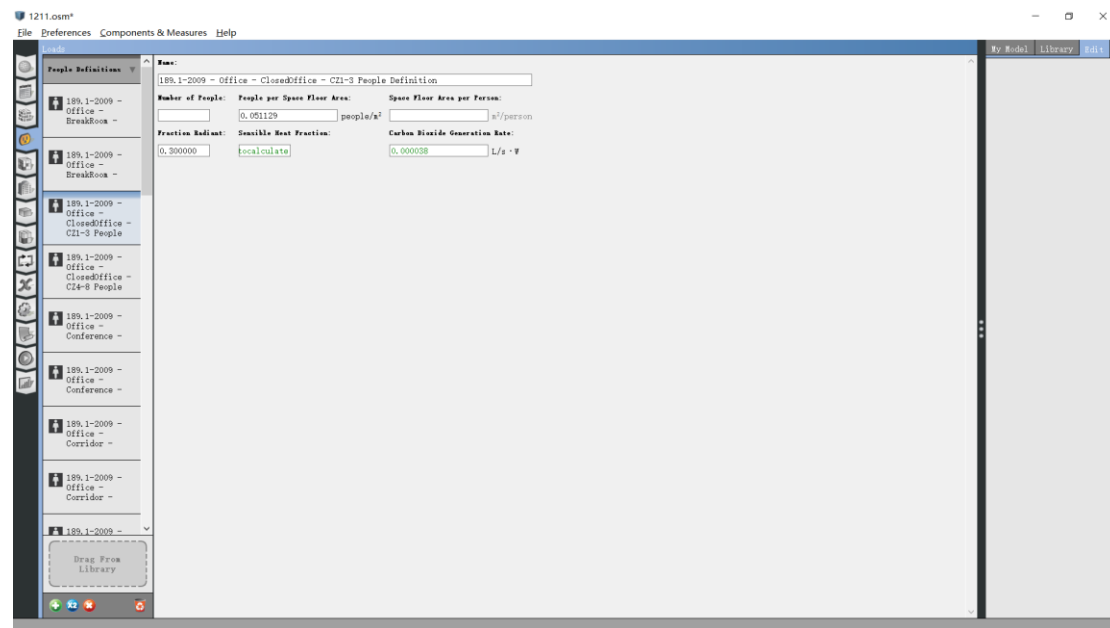 1211.osm*
File Preferences Components & Measures Help
Loads
My Model Library Edit
People Definitions
189.1-2009 -
Office -
BreakRoom -
189.1-2009 -
Office -
BreakRoom -
189.1-2009 -
Office -
ClosedOffice -
CZ1-3 People
189.1-2009 -
Office -
ClosedOffice -
CZ4-8 People
189.1-2009 -
Office -
Conference -
189.1-2009 -
Office -
Conference -
189.1-2009 -
Office -
Corridor -
189.1-2009 -
Office -
Corridor -
189.1-2009 -
Drag From
Library
x2
Name:
189.1-2009 - Office - ClosedOffice - CZ1-3 People Definition
Number of People: People per Space Floor Area: Space Floor Area per Person:
0.051129 people/m² m²/person
Fraction Radiant: Sensible Heat Fraction: Carbon Dioxide Generation Rate:
0.300000 tocalculate 0.000038 L/s·W